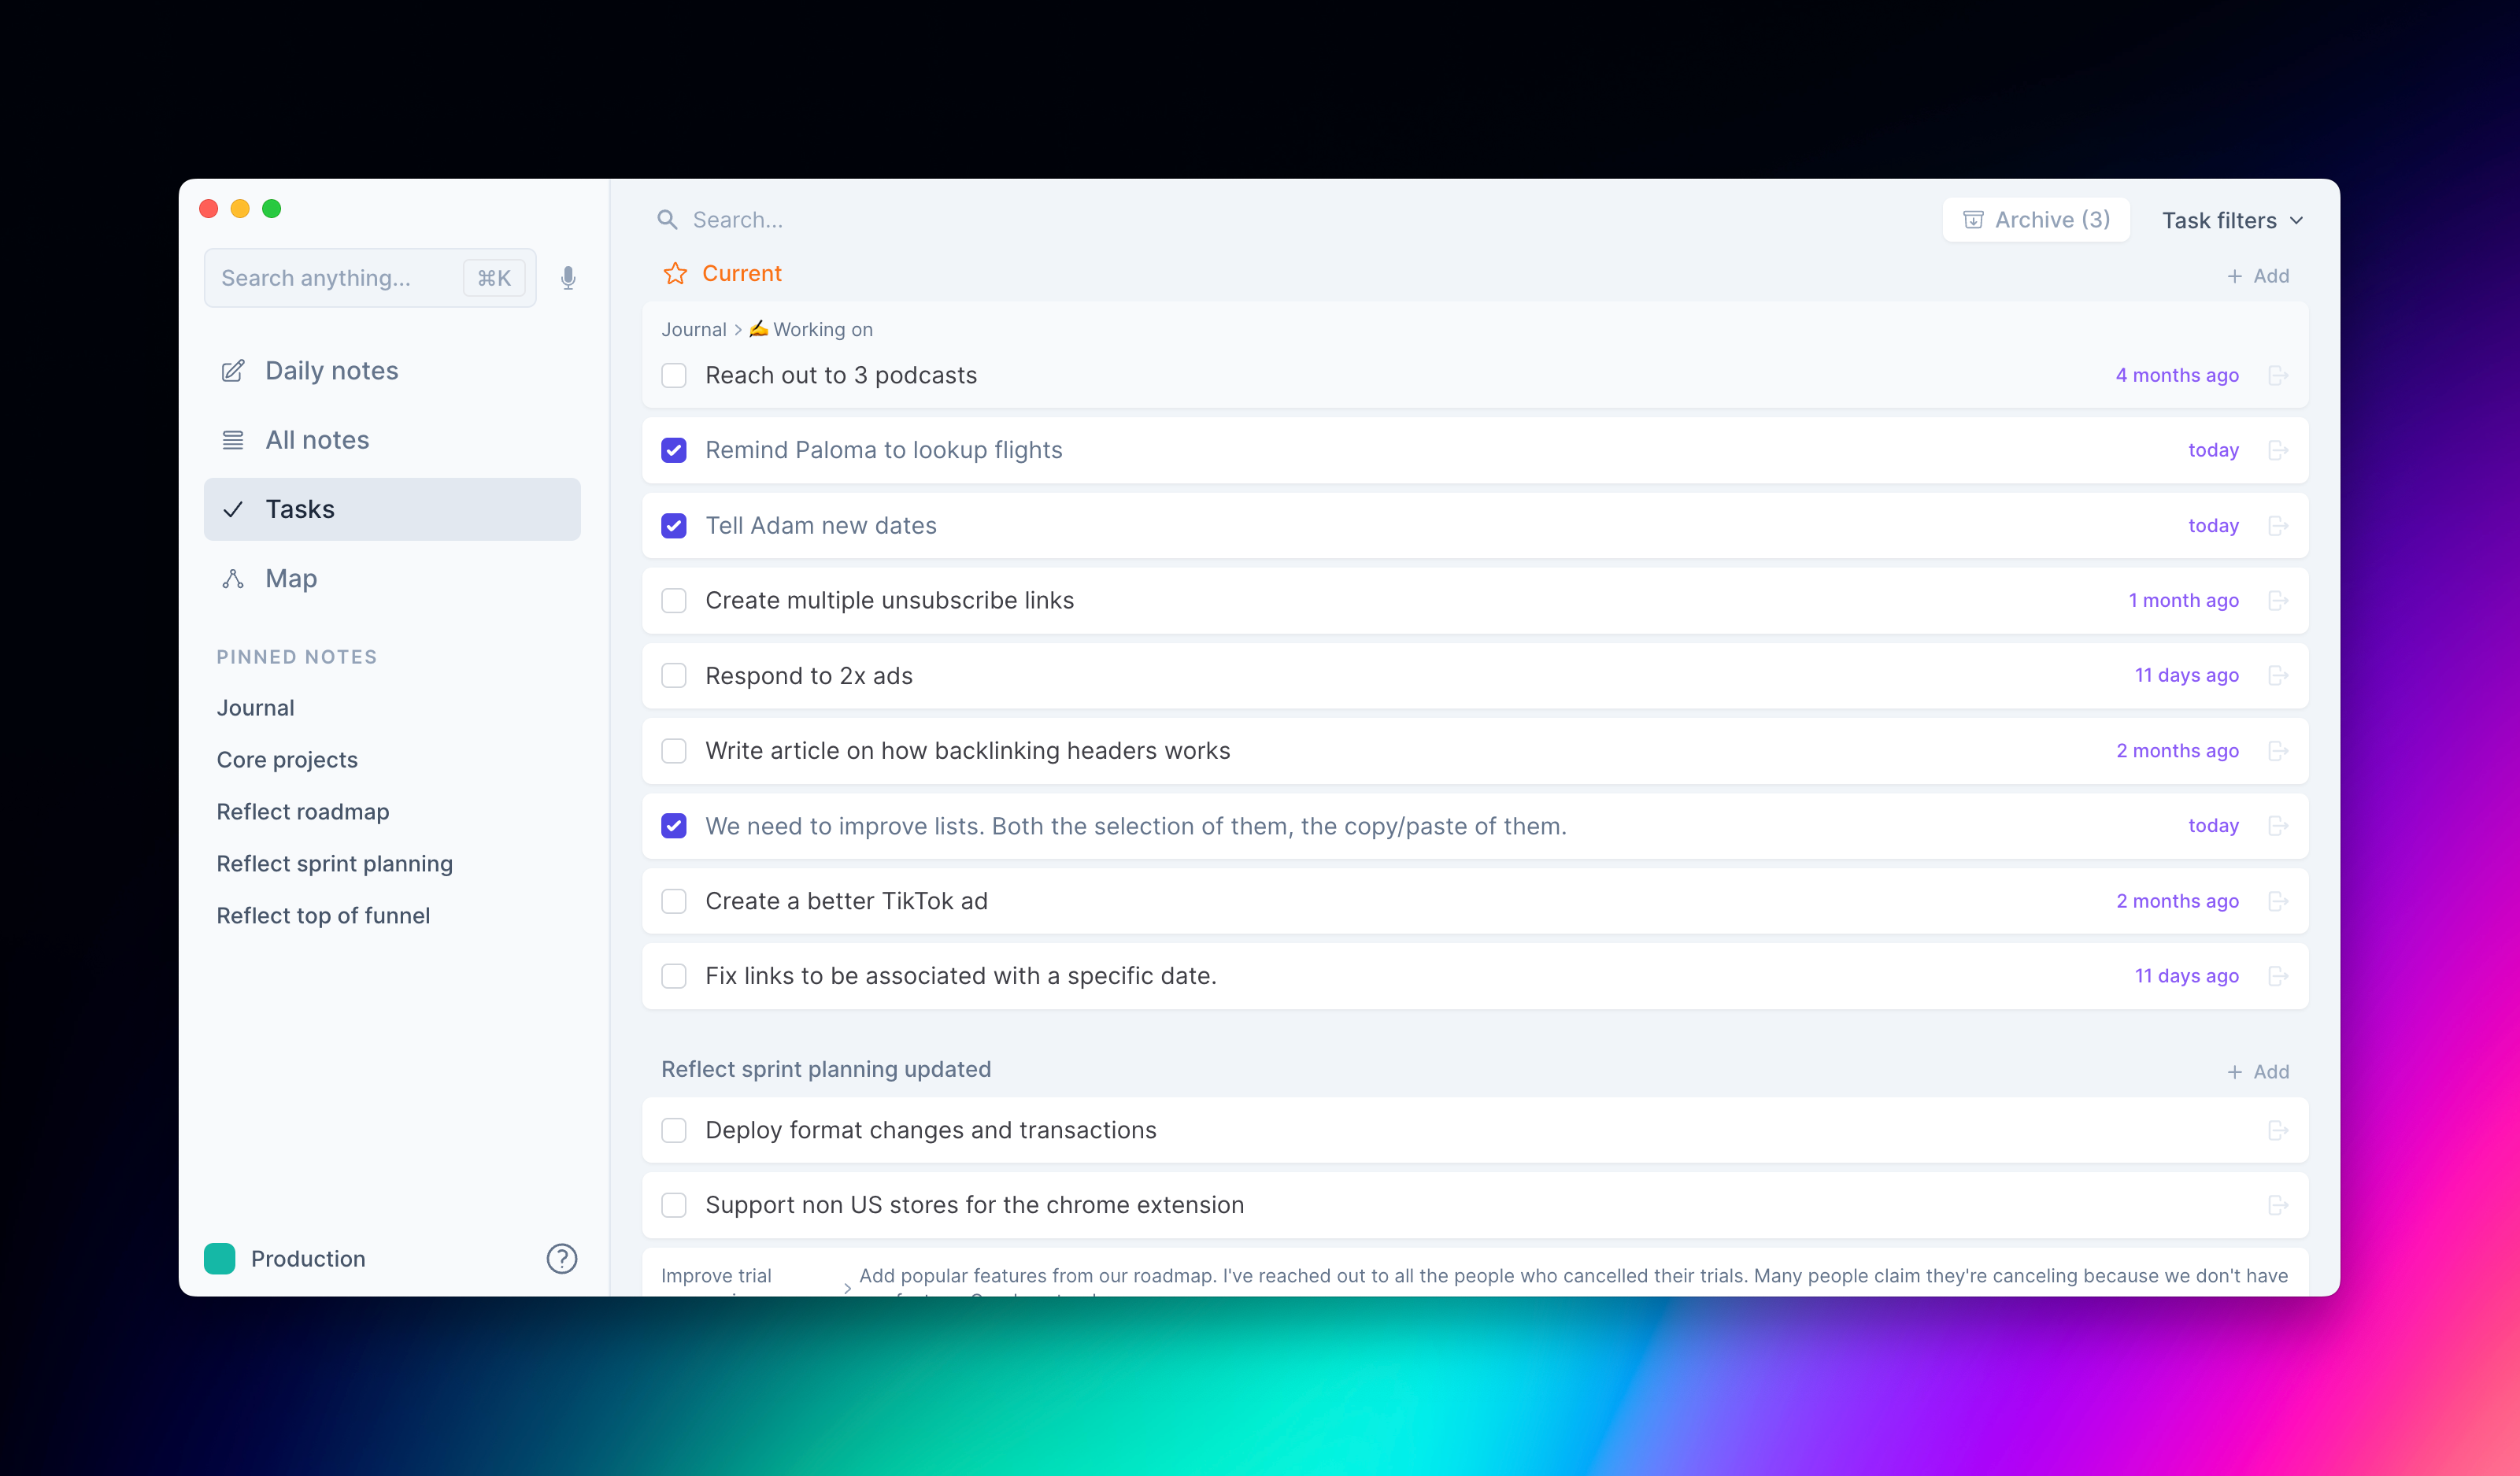 Search anything...
⌘K
Daily notes
All notes
Tasks
Map
PINNED NOTES
Journal
Core projects
Reflect roadmap
Reflect sprint planning
Reflect top of funnel
Production
Search...
Archive (3)
Task filters
Current
+ Add
Journal > ✍️ Working on
Reach out to 3 podcasts
4 months ago
Remind Paloma to lookup flights
today
Tell Adam new dates
today
Create multiple unsubscribe links
1 month ago
Respond to 2x ads
11 days ago
Write article on how backlinking headers works
2 months ago
We need to improve lists. Both the selection of them, the copy/paste of them.
today
Create a better TikTok ad
2 months ago
Fix links to be associated with a specific date.
11 days ago
Reflect sprint planning updated
+ Add
Deploy format changes and transactions
Support non US stores for the chrome extension
Improve trial
> Add popular features from our roadmap. I've reached out to all the people who cancelled their trials. Many people claim they're canceling because we don't have